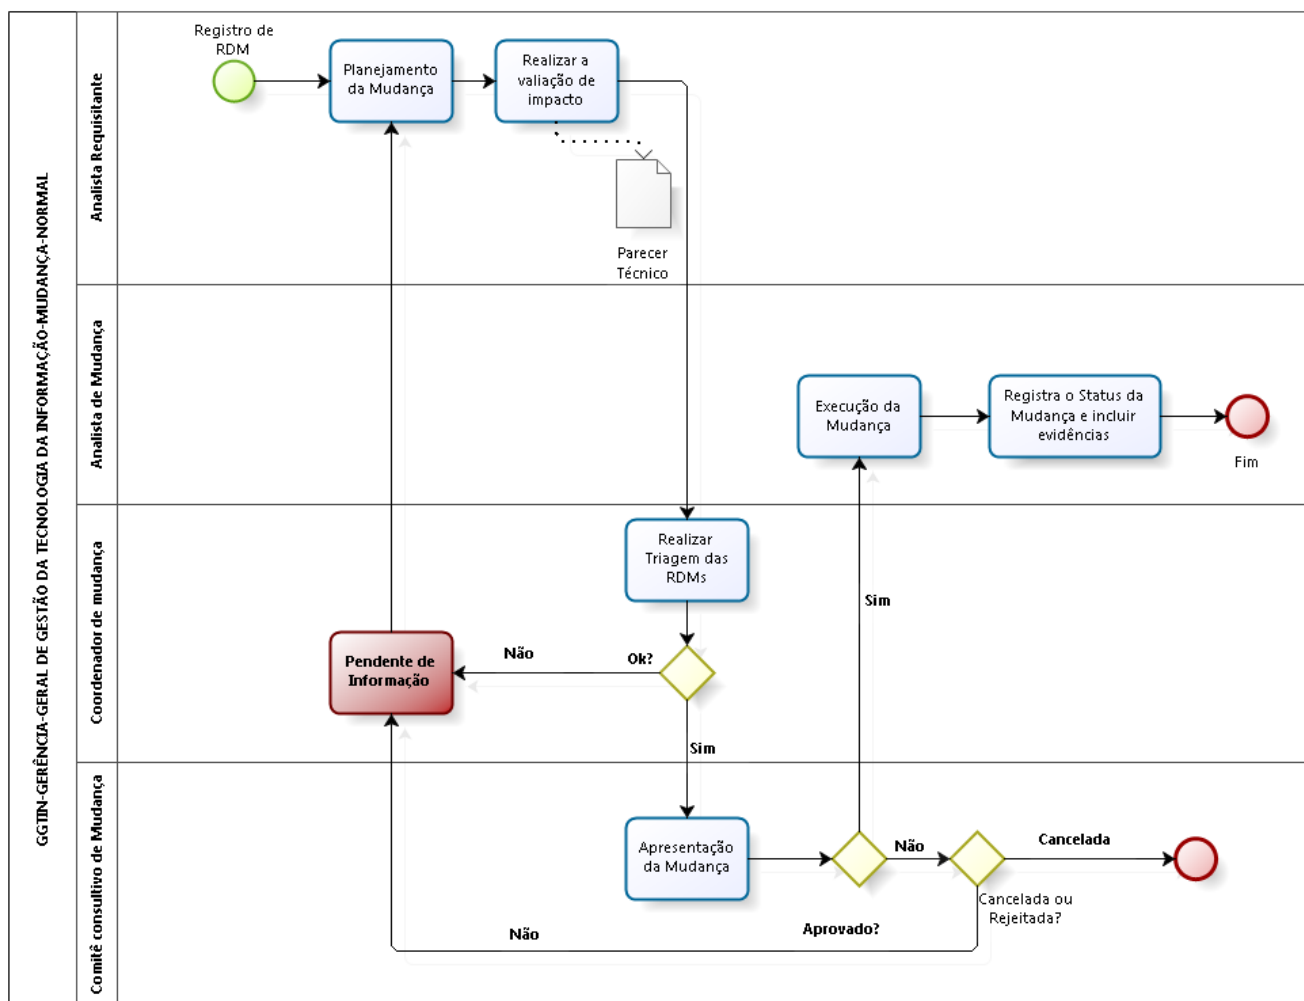 GGTIN-GERÊNCIA-GERAL DE GESTÃO DA TECNOLOGIA DA INFORMAÇÃO-MUDANÇA-NORMAL
Analista Requisitante
Registro de
RDM
Planejamento
da Mudança
Realizar a
valiação de
impacto
Parecer
Técnico
Analista de Mudança
Execução da
Mudança
Registra o Status da
Mudança e incluir
evidências
Fim
Coordenador de mudança
Realizar
Triagem das
RDMs
Sim
Pendente de
Informação
Não
Ok?
Sim
Comitê consultivo de Mudança
Apresentação
da Mudança
Não
Cancelada
Cancelada ou
Rejeitada?
Aprovado?
Não